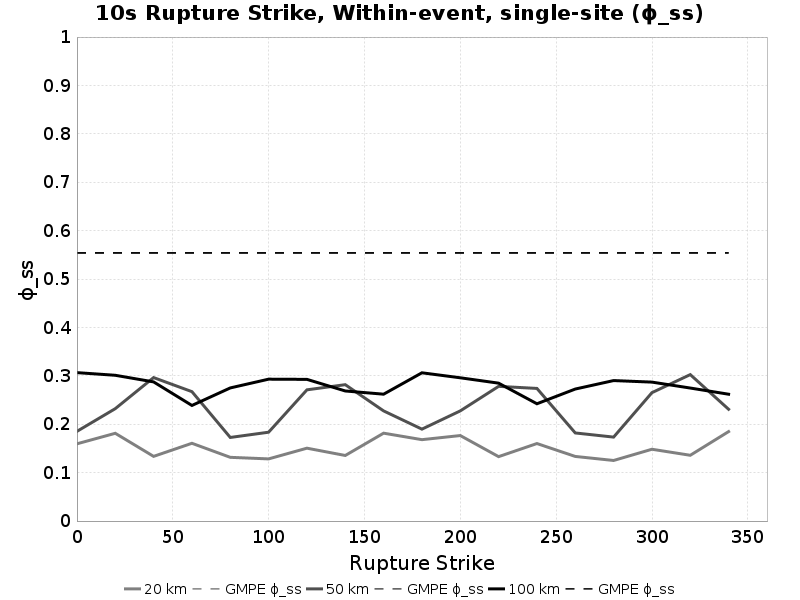 10s Rupture Strike, Within-event, single-site (ϕ_ss)
1
0.9
0.8
0.7
0.6
0.5
0.4
0.3
0.2
0.1
0
ϕ_ss
0 50 100 150 200 250 300 350
Rupture Strike
20 km GMPE ϕ_ss 50 km GMPE ϕ_ss 100 km GMPE ϕ_ss